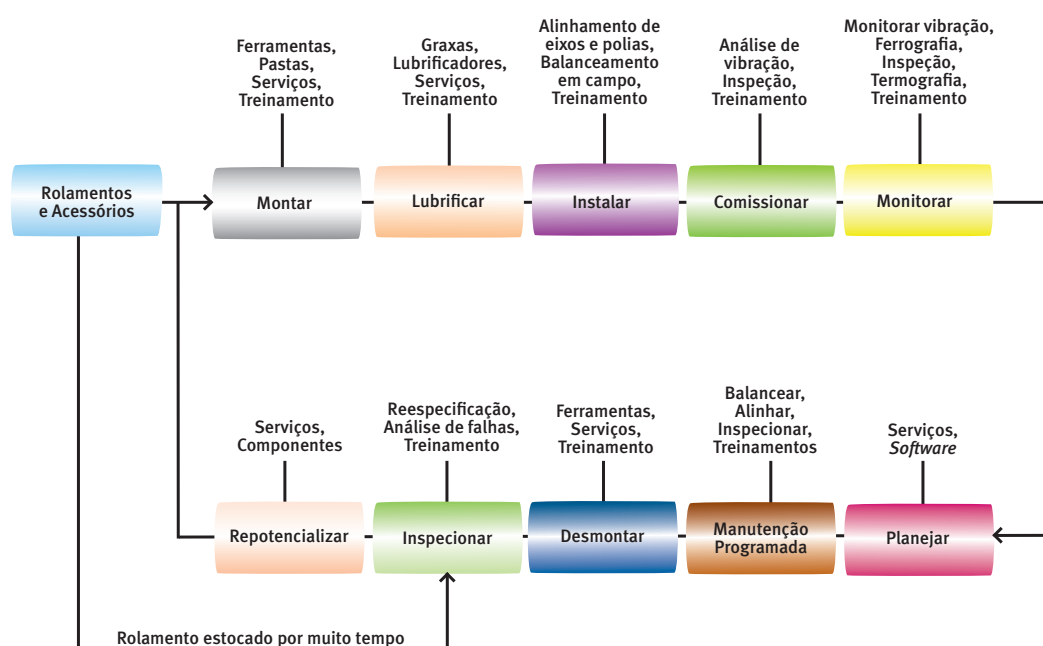 Ferramentas,
Pastas,
Serviços,
Treinamento
Graxas,
Lubrificadores,
Serviços,
Treinamento
Alinhamento de
eixos e polias,
Balanceamento
em campo,
Treinamento
Análise de
vibração,
Inspeção,
Treinamento
Monitorar vibração,
Ferrografia,
Inspeção,
Termografia,
Treinamento
Rolamentos
e Acessórios
Montar
Lubrificar
Instalar
Comissionar
Monitorar
Serviços,
Componentes
Reespecificação,
Análise de falhas,
Treinamento
Ferramentas,
Serviços,
Treinamento
Balancear,
Alinhar,
Inspecionar,
Treinamentos
Serviços,
Software
Repotencializar
Inspecionar
Desmontar
Manutenção
Programada
Planejar
Rolamento estocado por muito tempo